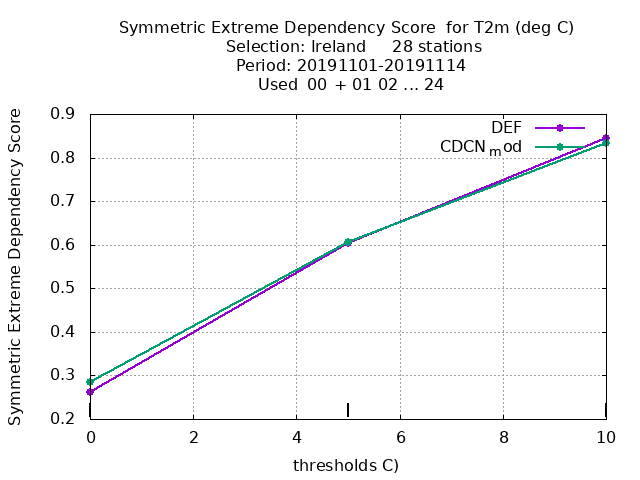 Symmetric Extreme Dependency Score  for T2m (deg C)
Selection: Ireland     28 stations
Period: 20191101-20191114
Used  00 + 01 02 ... 24
Symmetric Extreme Dependency Score
0.9
0.8
0.7
0.6
0.5
0.4
0.3
0.2
DEF
CDCNmod
0 2 4 6 8 10
thresholds C)